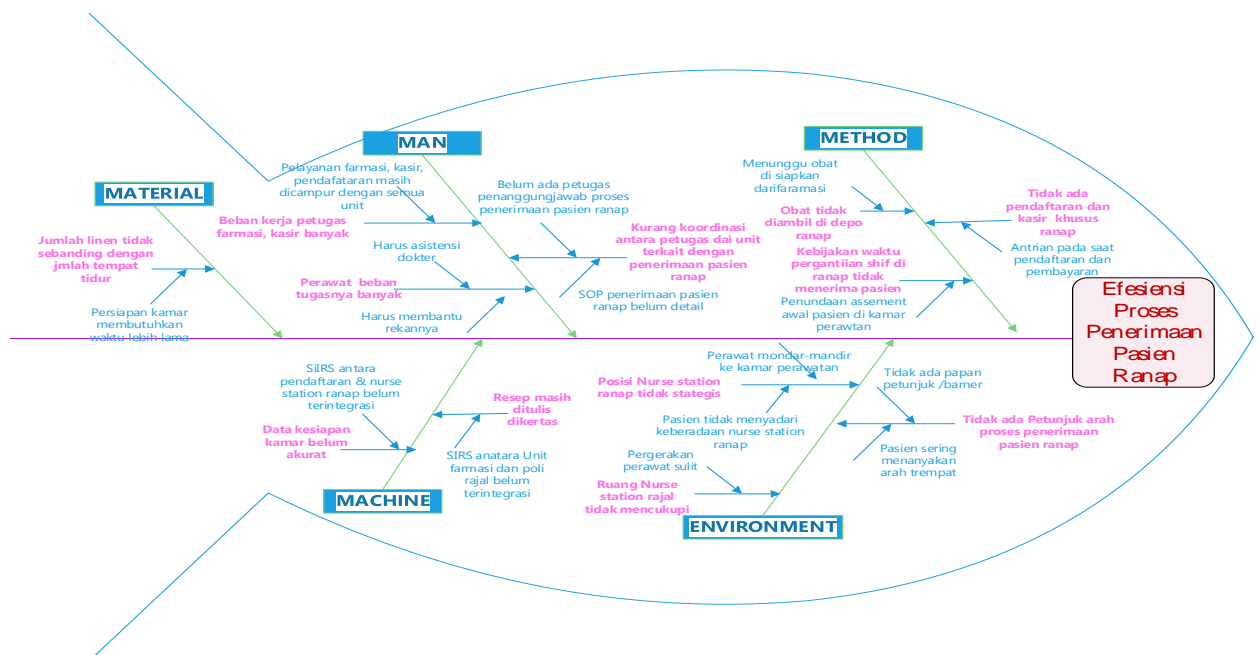 MATERIAL
Jumlah linen tidak
sebanding dengan
jmlah tempat
tidur
Persiapan kamar
membutuhkan
waktu lebih lama
MAN
Pelayanan farmasi, kasir,
pendafataran masih
dicampur dengan semua
unit
Beban kerja petugas
farmasi, kasir banyak
Harus asistensi
dokter
Perawat beban
tugasnya banyak
Harus membantu
rekannya
Belum ada petugas
penanggungjawab proses
penerimaan pasien ranap
Kurang koordinasi
antara petugas dai unit
terkait dengan
penerimaan pasien
ranap
SOP penerimaan pasien
ranap belum detail
METHOD
Menunggu obat
di siapkan
darifaramasi
Obat tidak
diambil di depo
ranap
Kebijakan waktu
pergantiian shif di
ranap tidak
menerima pasien
Penundaan assement
awal pasien di kamar
perawtan
Tidak ada
pendaftaran dan
kasir khusus
ranap
Antrian pada saat
pendaftaran dan
pembayaran
Efesiensi
Proses
Penerimaan
Pasien
Ranap
SiIRS antara
pendaftaran & nurse
station ranap belum
terintegrasi
Data kesiapan
kamar belum
akurat
Resep masih
ditulis
dikertas
SIRS anatara Unit
farmasi dan poli
rajal belum
terintegrasi
MACHINE
Perawat mondar-mandir
ke kamar perawatan
Posisi Nurse station
ranap tidak stategis
Pasien tidak menyadari
keberadaan nurse station
ranap
Pergerakan
perawat sulit
Ruang Nurse
station rajal
tidak mencukupi
Tidak ada papan
petunjuk /barner
Tidak ada Petunjuk arah
proses penerimaan
pasien ranap
Pasien sering
menanyakan
arah trempat
ENVIRONMENT